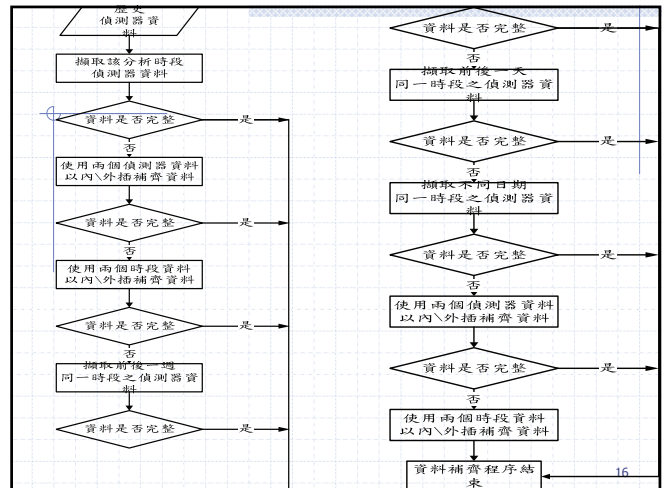 歷史
偵測器資
料
擷取該分析時段
偵測器資料
資料是否完整
是
否
使用兩個偵測器資料
以內\外插補齊資料
資料是否完整
是
否
使用兩個時段資料
以內\外插補齊資料
資料是否完整
是
否
擷取前後一週
同一時段之偵測器資
料
資料是否完整
是
資料是否完整
是
否
擷取前後一天
同一時段之偵測器資
料
資料是否完整
是
否
擷取不同日期
同一時段之偵測器資
料
資料是否完整
是
否
使用兩個偵測器資料
以內\外插補齊資料
資料是否完整
是
否
使用兩個時段資料
以內\外插補齊資料
資料補齊程序結
束
16